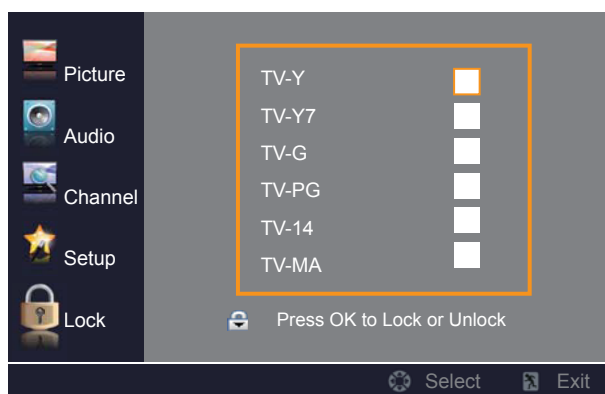 Picture
Audio
Channel
Setup
Lock
TV-Y
TV-Y7
TV-G
TV-PG
TV-14
TV-MA
Press OK to Lock or Unlock
Select Exit